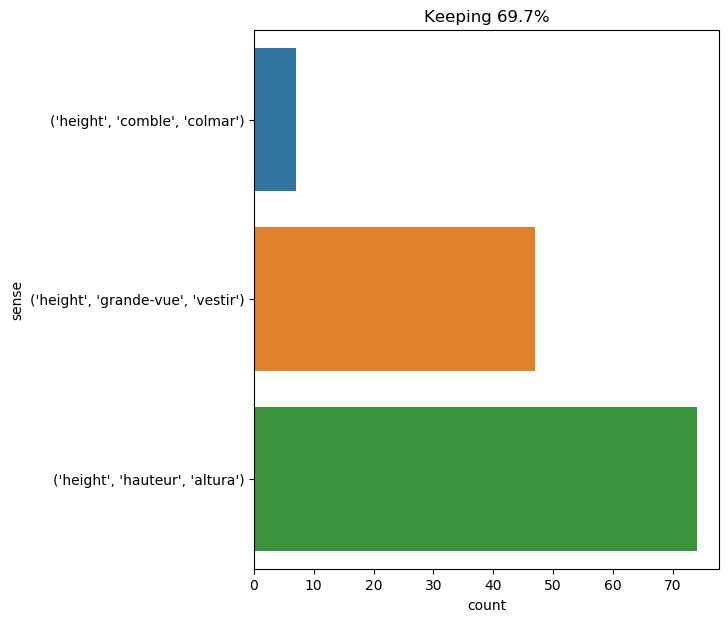 Keeping 69.7%
('height', 'comble', 'colmar')
('height', 'grande-vue', 'vestir')
('height', 'hauteur', 'altura')
sense
0 10 20 30 40 50 60 70
count